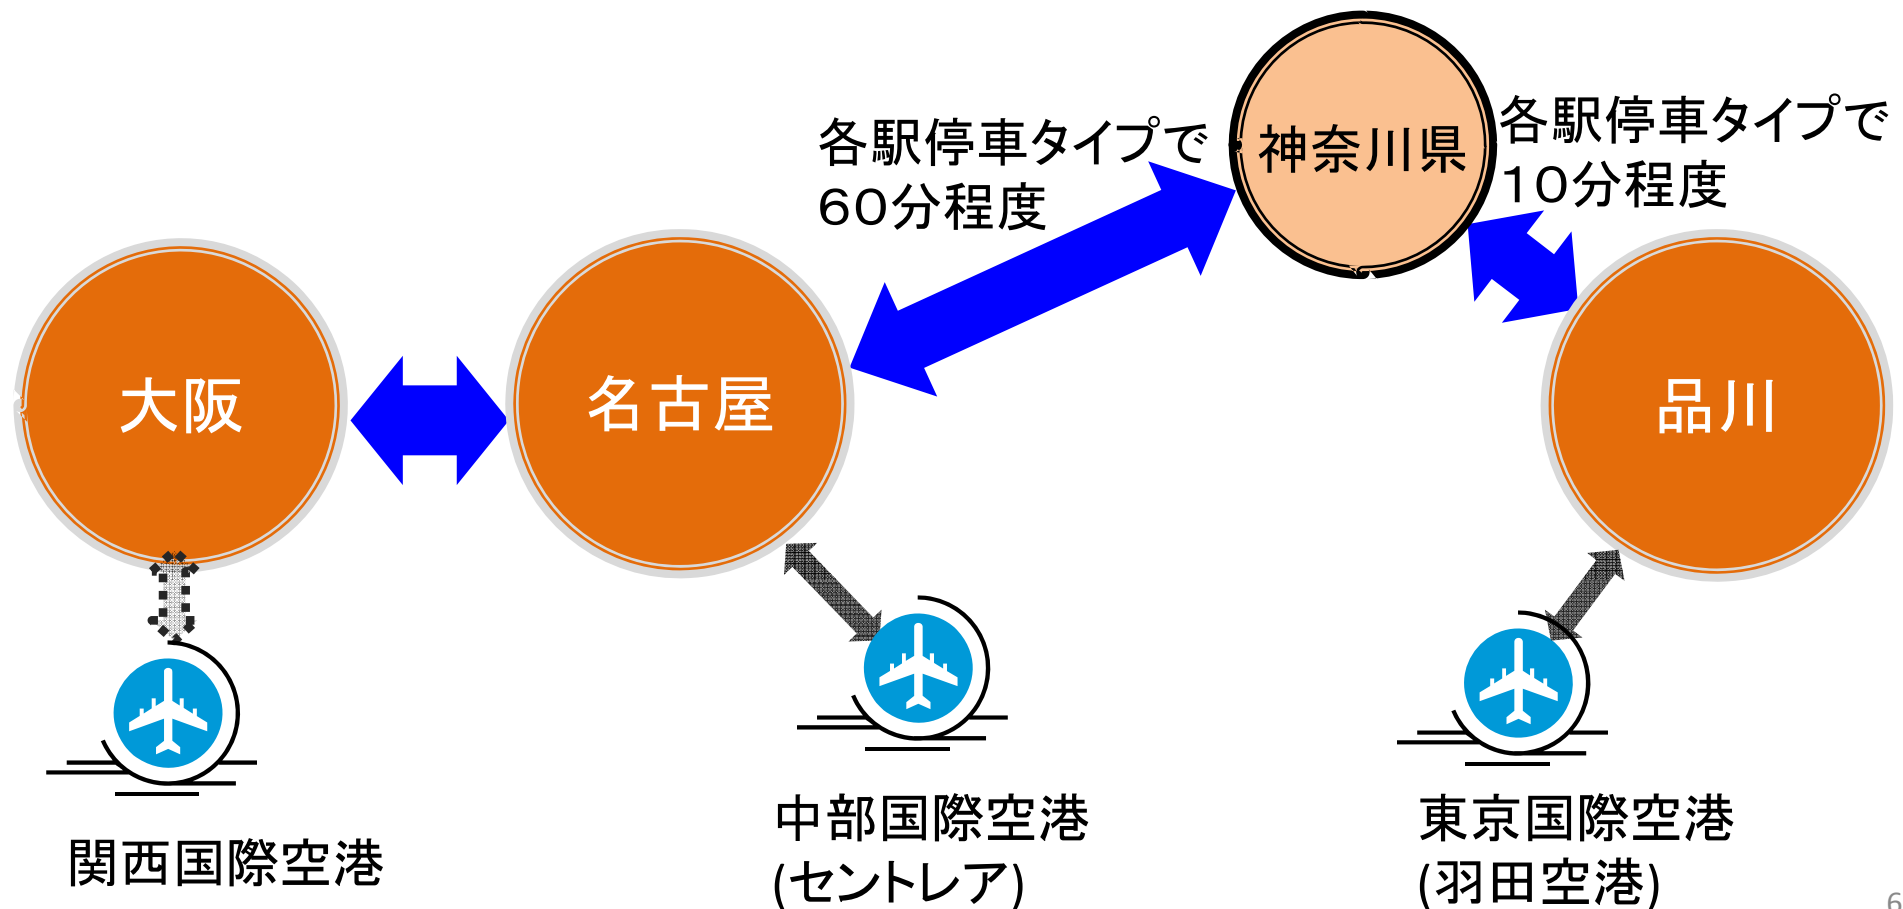 各駅停車タイプで
60分程度
神奈川県
各駅停車タイプで
10分程度
大阪
名古屋
品川
関西国際空港
中部国際空港
(セントレア)
東京国際空港
(羽田空港)
6